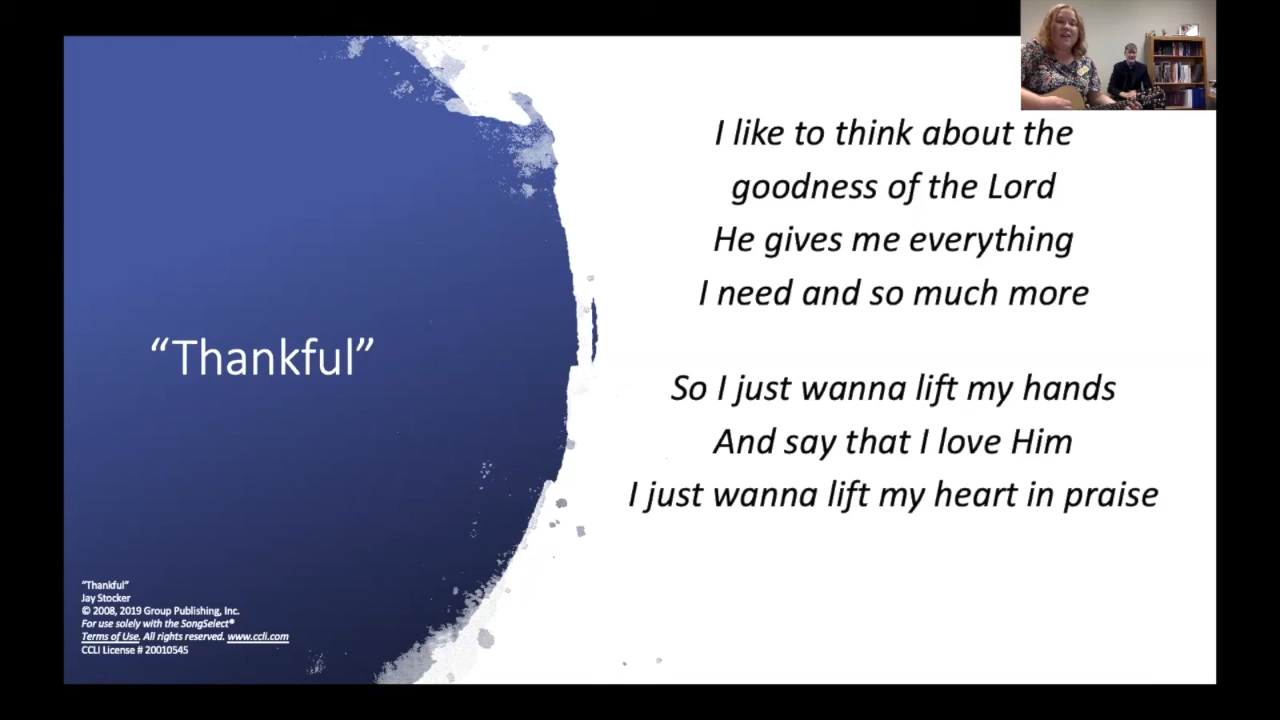 "Thankful"
I like to think about the
goodness of the Lord
He gives me everything
I need and so much more
So I just wanna lift my hands
And say that I love Him
I just wanna lift my heart in praise
"Thankful"
Jay Stocker
© 2008, 2019 Group Publishing, Inc.
For use solely with the SongSelect®
Terms of Use. All rights reserved. www.ccli.com
CCLI License # 20010545